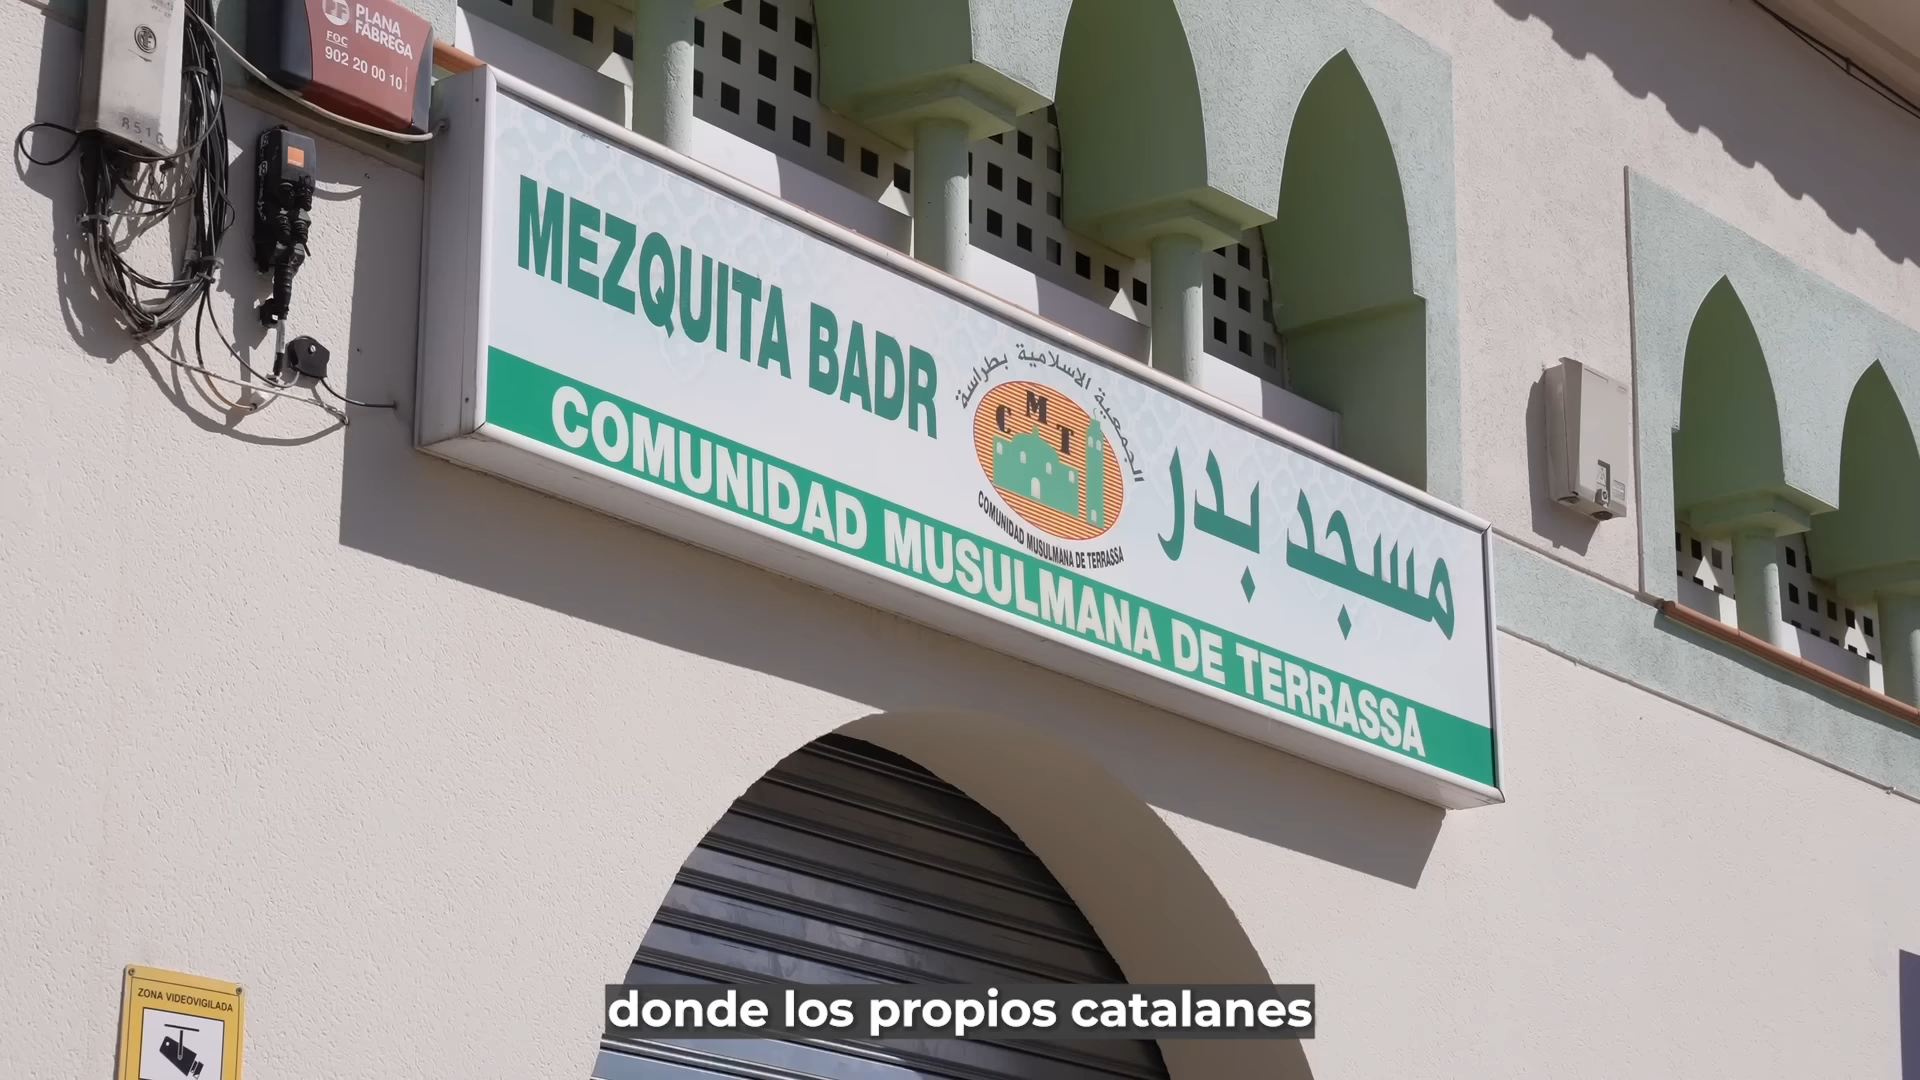 PLANA
FÀBREGA
FOC
902 20 00 10
851G
MEZQUITA BADR
الجمعية الاسلامية بطراسة
C M T
COMUNIDAD MUSULMANA DE TERRASSA
مسجد بدر
COMUNIDAD MUSULMANA DE TERRASSA
ZONA VIDEOVIGILADA
donde los propios catalanes